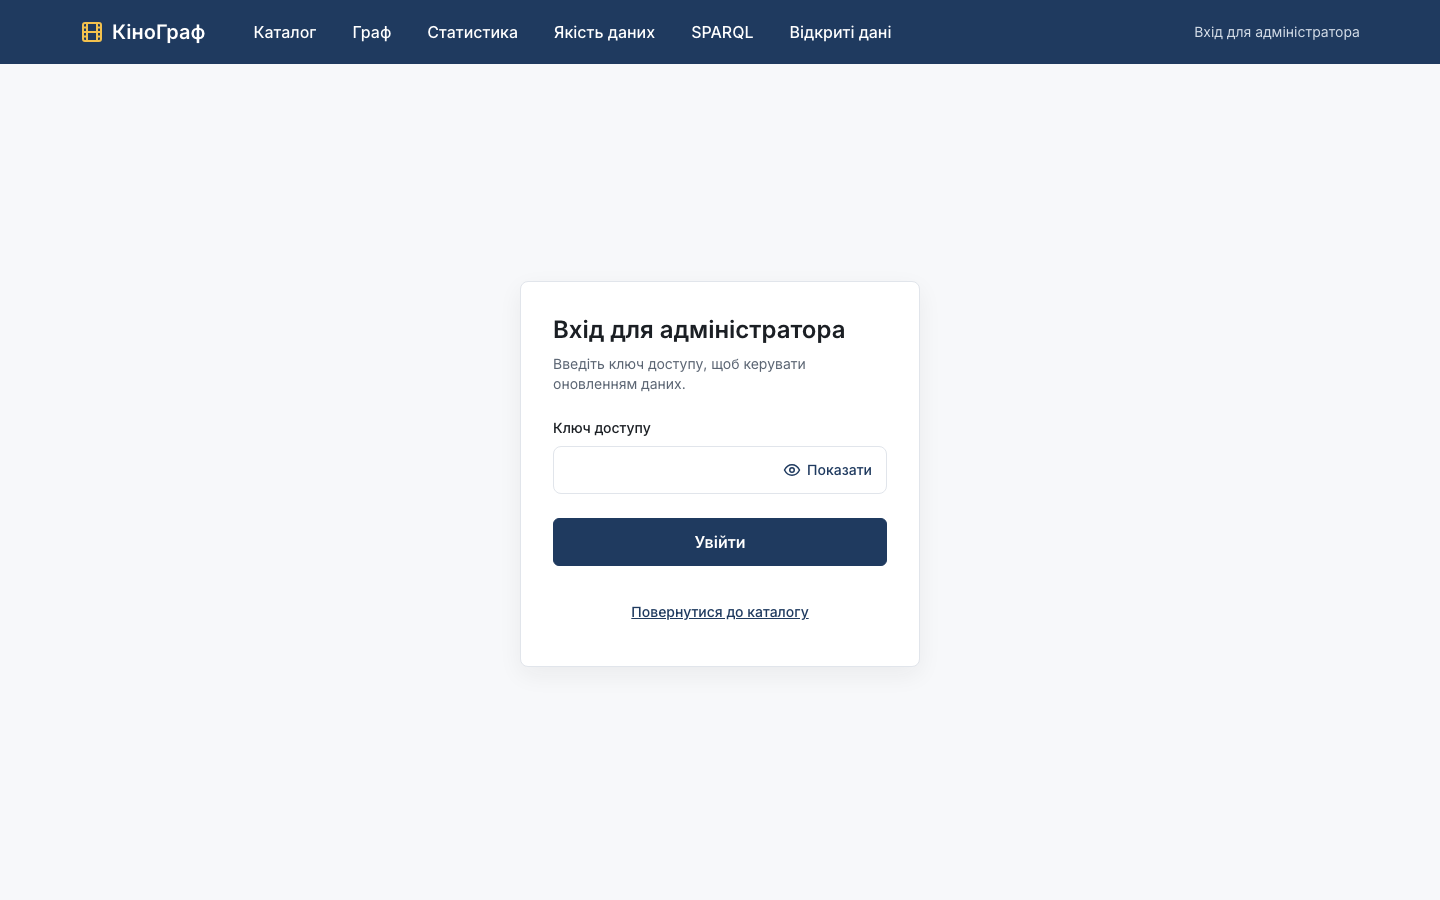 КіноГраф
Каталог
Граф
Статистика
Якість даних
SPARQL
Відкриті дані
Вхід для адміністратора
Вхід для адміністратора
Введіть ключ доступу, щоб керувати
оновленням даних.
Ключ доступу
Показати
Увійти
Повернутися до каталогу